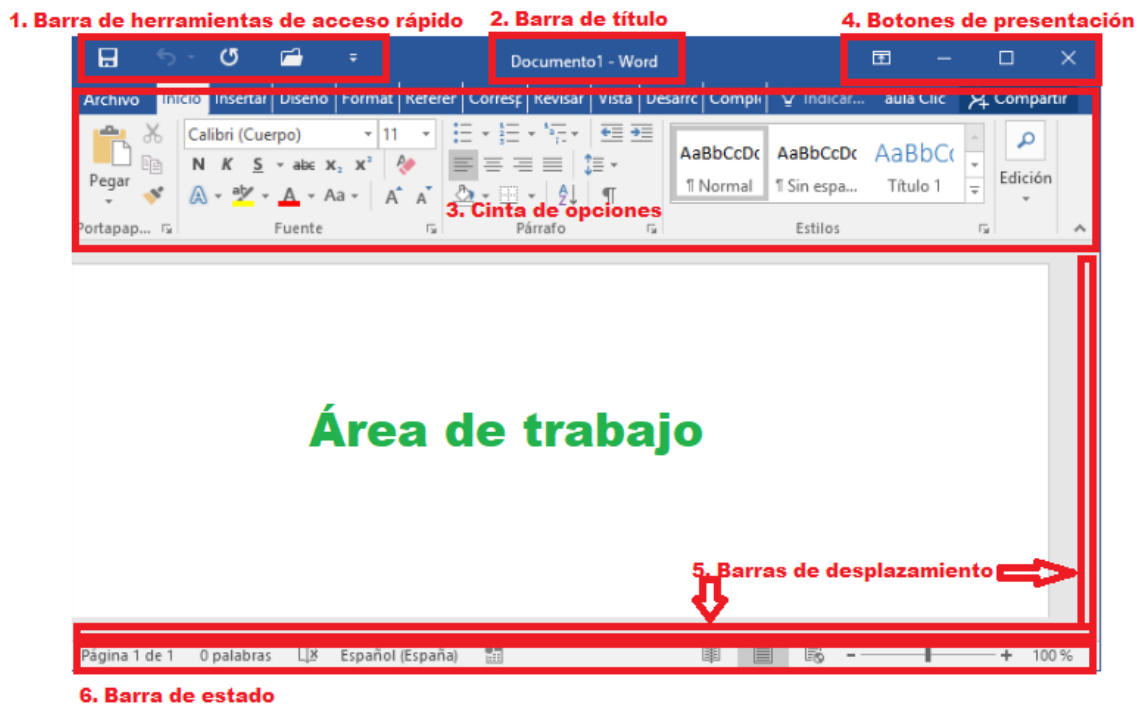 1. Barra de herramientas de acceso rápido 2. Barra de título 4. Botones de presentación
Documento1 - Word
Archivo Inicio Insertar Diseño Format Referer Corresp Revisar Vista Desarrc Compl Indicar... aula Clic Compartir
Calibri (Cuerpo) 11
N K S abc X₂ X²
Pegar
ab A Aa A A
AaBbCcDc AaBbCcDc AaBbC(
¶ Normal ¶ Sin espa... Título 1
Edición
3. Cinta de opciones
Portapap... Fuente Párrafo Estilos
Área de trabajo
5. Barras de desplazamiento
Página 1 de 1 0 palabras Español (España) 100 %
6. Barra de estado